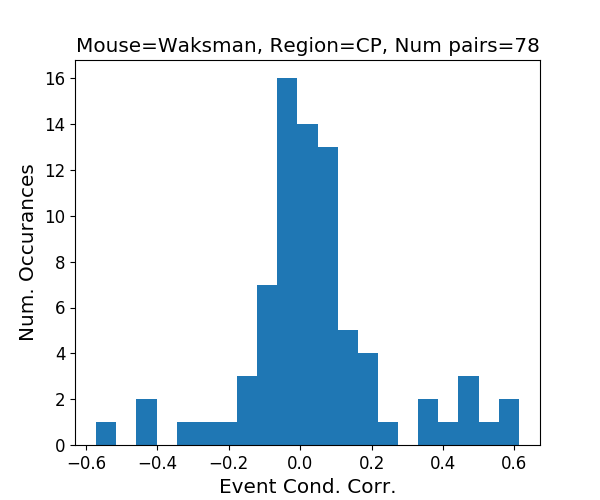 Mouse=Waksman, Region=CP, Num pairs=78
Num. Occurances
16
14
12
10
8
6
4
2
0
−0.6 −0.4 −0.2 0.0 0.2 0.4 0.6
Event Cond. Corr.